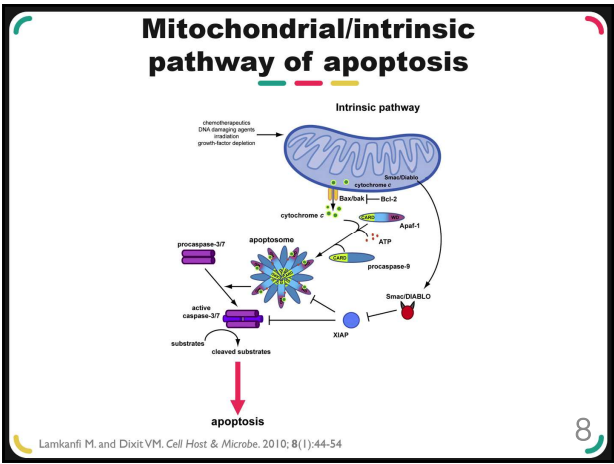 Mitochondrial/intrinsic
pathway of apoptosis
Intrinsic pathway
chemotherapeutics
DNA damaging agents
irradiation
growth-factor depletion
Smac/Diablo
cytochrome c
Bax/bak
Bcl-2
cytochrome c
CARD
WD
Apaf-1
ATP
procaspase-3/7
apoptosome
CARD
procaspase-9
Smac/DIABLO
active
caspase-3/7
XIAP
substrates
cleaved substrates
apoptosis
Lamkanfi M. and Dixit VM. Cell Host & Microbe. 2010; 8(1):44-54
8